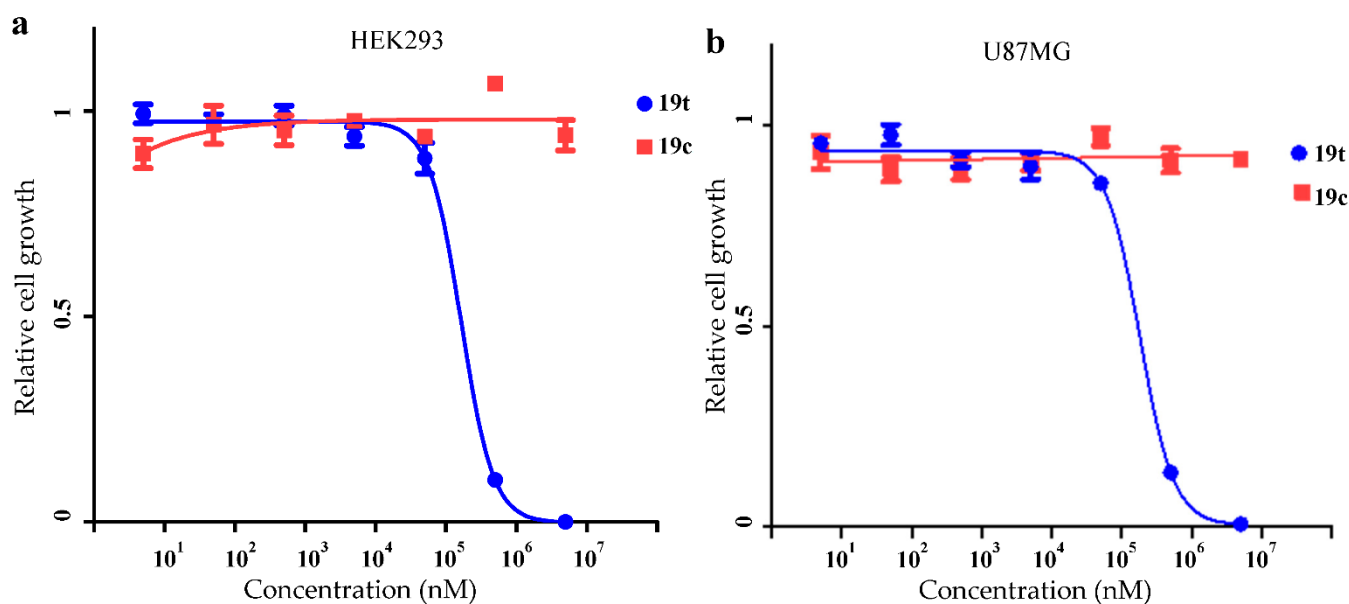 a
HEK293
1
0.5
0
Relative cell growth
19t
19c
10¹ 10² 10³ 10⁴ 10⁵ 10⁶ 10⁷
Concentration (nM)
b
U87MG
1
0.5
0
Relative cell growth
19t
19c
10¹ 10² 10³ 10⁴ 10⁵ 10⁶ 10⁷
Concentration (nM)